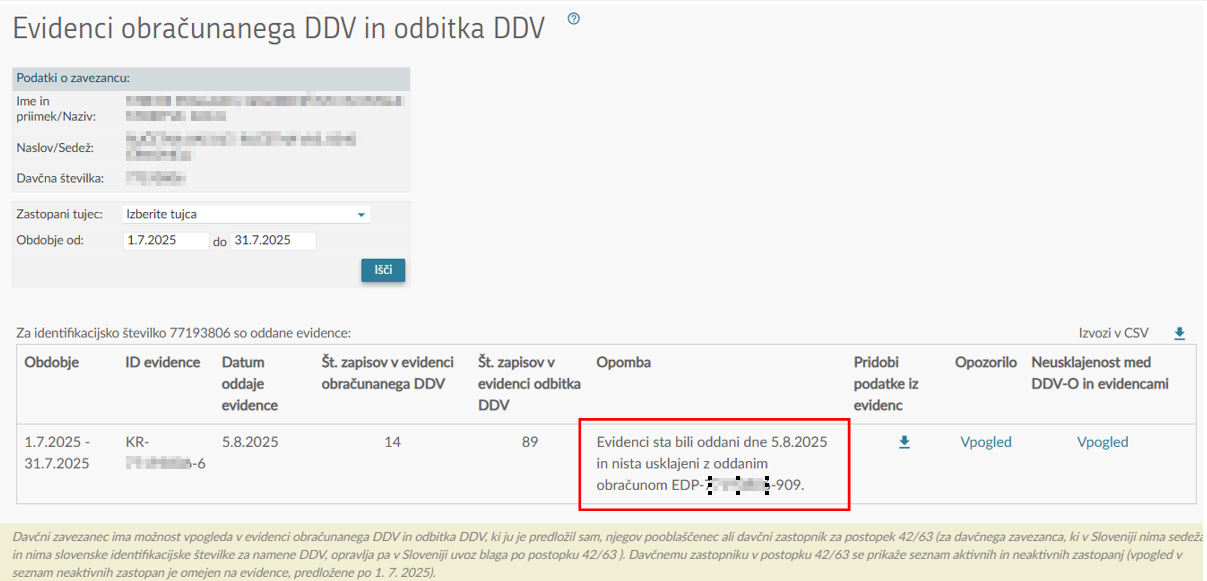 Evidenci obračunanega DDV in odbitka DDV
Podatki o zavezancu:
Ime in
priimek/Naziv:
Naslov/Sedež:
Davčna številka:
Zastopani tujec: Izberite tujca
Obdobje od: 1.7.2025 do 31.7.2025
Išči
Za identifikacijsko številko 77193806 so oddane evidence:
Izvozi v CSV
Obdobje ID evidence Datum oddaje evidence Št. zapisov v evidenci obračunanega DDV Št. zapisov v evidenci odbitka DDV Opomba Pridobi podatke iz evidenc Opozorilo Neusklajenost med DDV-O in evidencami
1.7.2025 - KR- 5.8.2025 14 89 Evidenci sta bili oddani dne 5.8.2025 Vpogled Vpogled
31.7.2025 -6 in nista usklajeni z oddanim
obračunom EDP- -909.
Davčni zavezanec ima možnost vpogleda v evidenci obračunanega DDV in odbitka DDV, ki ju je predložil sam, njegov pooblaščenec ali davčni zastopnik za postopek 42/63 (za davčnega zavezanca, ki v Sloveniji nima sedeža
in nima slovenske identifikacijske številke za namene DDV, opravlja pa v Sloveniji uvoz blaga po postopku 42/63 ). Davčnemu zastopniku v postopku 42/63 se prikaže seznam aktivnih in neaktivnih zastopanj (vpogled v
seznam neaktivnih zastopan je omejen na evidence, predložene po 1. 7. 2025).